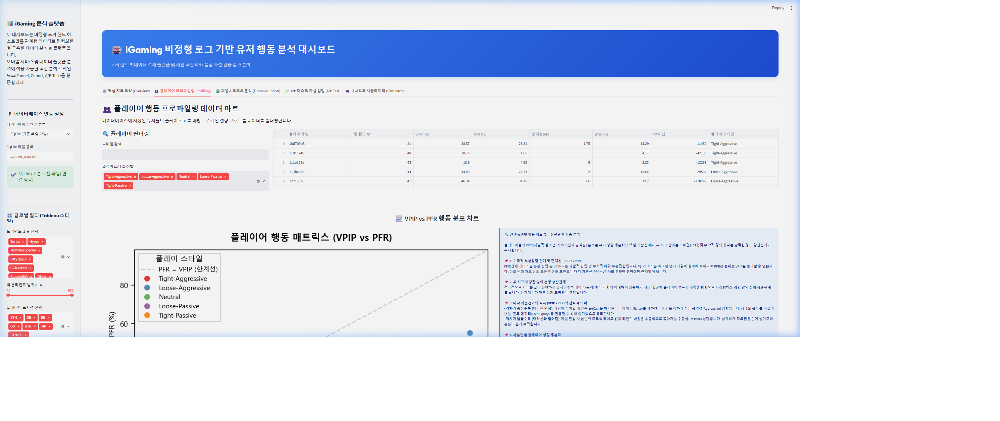 Deploy
iGaming 분석 플랫폼
이 대시보드는 비정형 포커 핸드 히
스토리를 관계형 데이터로 정형화한
후 구축한 데이터 분석 BI 플랫폼입
니다.
모바일 서비스 및 데이터 플랫폼 분
석에 적용 가능한 핵심 분석 프레임
워크(Funnel, Cohort, A/B Test)를 실
증합니다.
데이터베이스 연동 설정
데이터베이스 엔진 선택
SQLite (기본 로컬 파일)
SQLite 파일 경로
../poker_data.db
SQLite (기본 로컬 파일) 연
결 성공!
글로벌 필터 (Tableau 스타
일)
토너먼트 종류 선택
Turbo × Hyper ×
Monster/Special ×
Fifty Stack ×
GGMasters ×
Bounty/KO × Other ×
빅 블라인드 범위 (BB)
40 900
플레이어 포지션 선택
BTN × SB × BB ×
CO × UTG × MP ×
BTN/SB ×
iGaming 비정형 로그 기반 유저 행동 분석 대시보드
포커 핸드 빅데이터 적재 플랫폼 및 게임 핵심 KPI / 실험 가설 검증 결과 분석
핵심 지표 요약 (Overview) 플레이어 프로파일링 (Profiling) 퍼널 & 코호트 분석 (Funnel & Cohort) A/B 테스트 가설 검정 (A/B Test) 시나리오 시뮬레이터 (Simulator)
플레이어 행동 프로파일링 데이터 마트
데이터베이스에 저장된 유저들의 플레이 지표를 바탕으로 게임 성향 코호트별 데이터를 필터링합니다.
플레이어 필터링
닉네임 검색
플레이 스타일 성향
Tight-Aggressive × Loose-Aggressive × Neutral × Loose-Passive ×
Tight-Passive ×
플레이어 명 총 핸드 수 VPIP (%) PFR (%) 공격성(AF) 승률 (%) 수익 칩 플레이 스타일
0 10d709b8 21 28.57 23.81 1.75 14.29 11480 Tight-Aggressive
1 110c5745 48 18.75 12.5 1 4.17 -42135 Tight-Aggressive
2 111e263a 43 18.6 4.65 5 2.33 -13263 Tight-Aggressive
3 113b6a8d 44 34.09 22.73 2 13.64 -29592 Loose-Aggressive
4 122103b6 41 46.34 34.15 1.6 12.2 -118299 Loose-Aggressive
VPIP vs PFR 행동 분포 차트
플레이어 행동 매트릭스 (VPIP vs PFR)
플레이 스타일
PFR = VPIP (한계선)
Tight-Aggressive
Loose-Aggressive
Neutral
Loose-Passive
Tight-Passive
80
60
PFR (%)
VPIP vs PFR 행동 매트릭스 상관관계 심층 분석
플레이어들의 VPIP(자발적 참여율)와 PFR(선제 공격율) 분포는 유저 성향 세분화의 핵심 기준선이며, 두 지표 간에는 도메인(포커) 및 수학적 정의에 따른 강력한 양의 상관관계가
존재합니다.
1. 수학적 부분집합 관계 및 한계선 (PFR ≤ VPIP)
PFR(선제 레이즈를 통한 진입)은 VPIP(모든 자발적 진입)의 수학적 하위 부분집합입니다. 즉, 레이즈를 하려면 먼저 게임에 참여해야 하므로 PFR은 절대로 VPIP를 초과할 수 없습니
다. 이로 인해 차트 상의 모든 데이터 포인트는 대각 기준선(PFR = VPIP)의 우하단 영역에만 존재하게 됩니다.
2. 두 지표의 강한 양의 선형 상관관계
적극적으로 카드를 골라 참여하는 유저일수록 레이즈(공격) 빈도도 함께 비례해서 상승하기 때문에, 전체 플레이어 분포는 대각선 방향으로 우상향하는 강한 양의 선형 상관관계
를 띕니다. 상관계수가 매우 높게 도출되는 구간입니다.
3. 대각 기준선과의 격차 (VPIP - PFR)의 전략적 의미
· 격차가 좁을수록 (대각선 인접): 게임에 참여할 때 단순 콜(Call)을 하기보다는 레이즈(Raise)를 가하여 주도권을 강하게 잡는 공격성(Aggressive) 성향입니다. 상대의 폴드를 이끌어
내는 '폴드 에퀴티(Fold Equity)'를 활용할 수 있어 장기적으로 유리합니다.
· 격차가 넓을수록 (대각선과 멀어짐): 게임 진입 시 본인의 주도적 레이즈 없이 타인의 베팅을 수동적으로 쫓아가는 수동성(Passive) 성향입니다. 상대에게 주도권을 쉽게 넘겨주어
손실이 쉽게 누적됩니다.
4. 사분면별 플레이어 성향 세분화